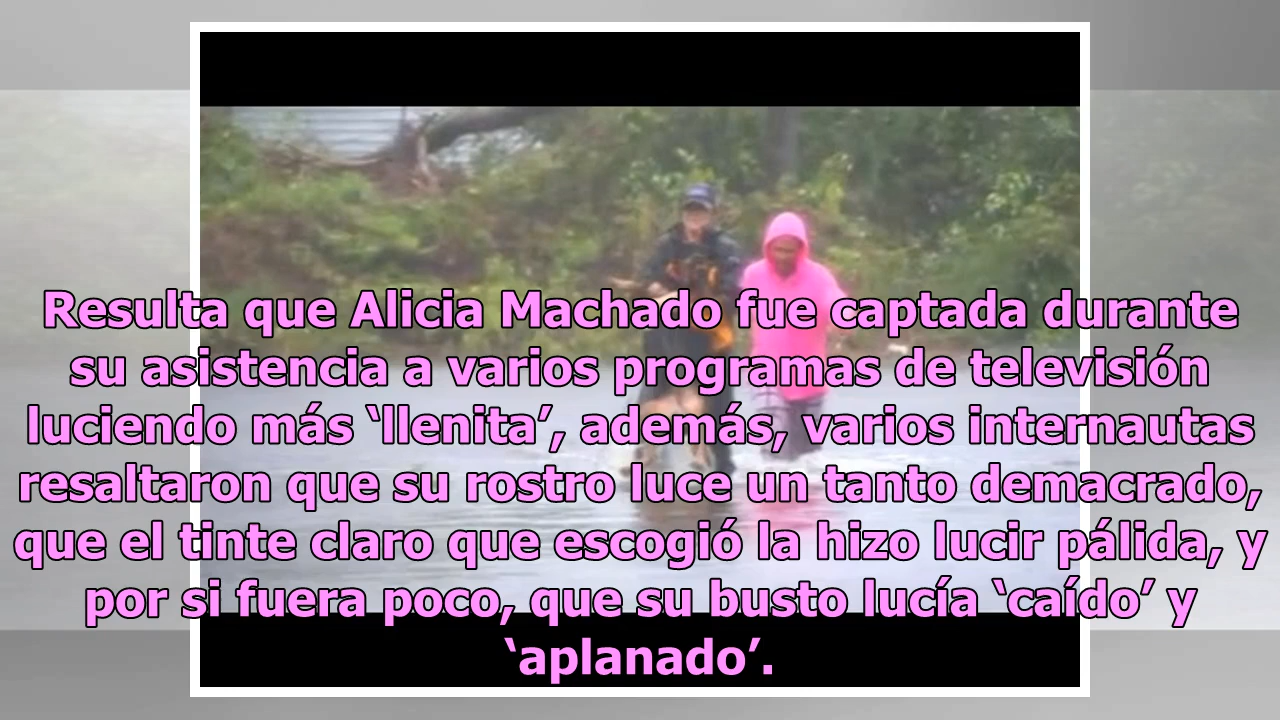 Resulta que Alicia Machado fue captada durante
su asistencia a varios programas de televisión
luciendo más ‘llenita’, además, varios internautas
resaltaron que su rostro luce un tanto demacrado,
que el tinte claro que escogió la hizo lucir pálida, y
por si fuera poco, que su busto lucía ‘caído’ y
‘aplanado’.